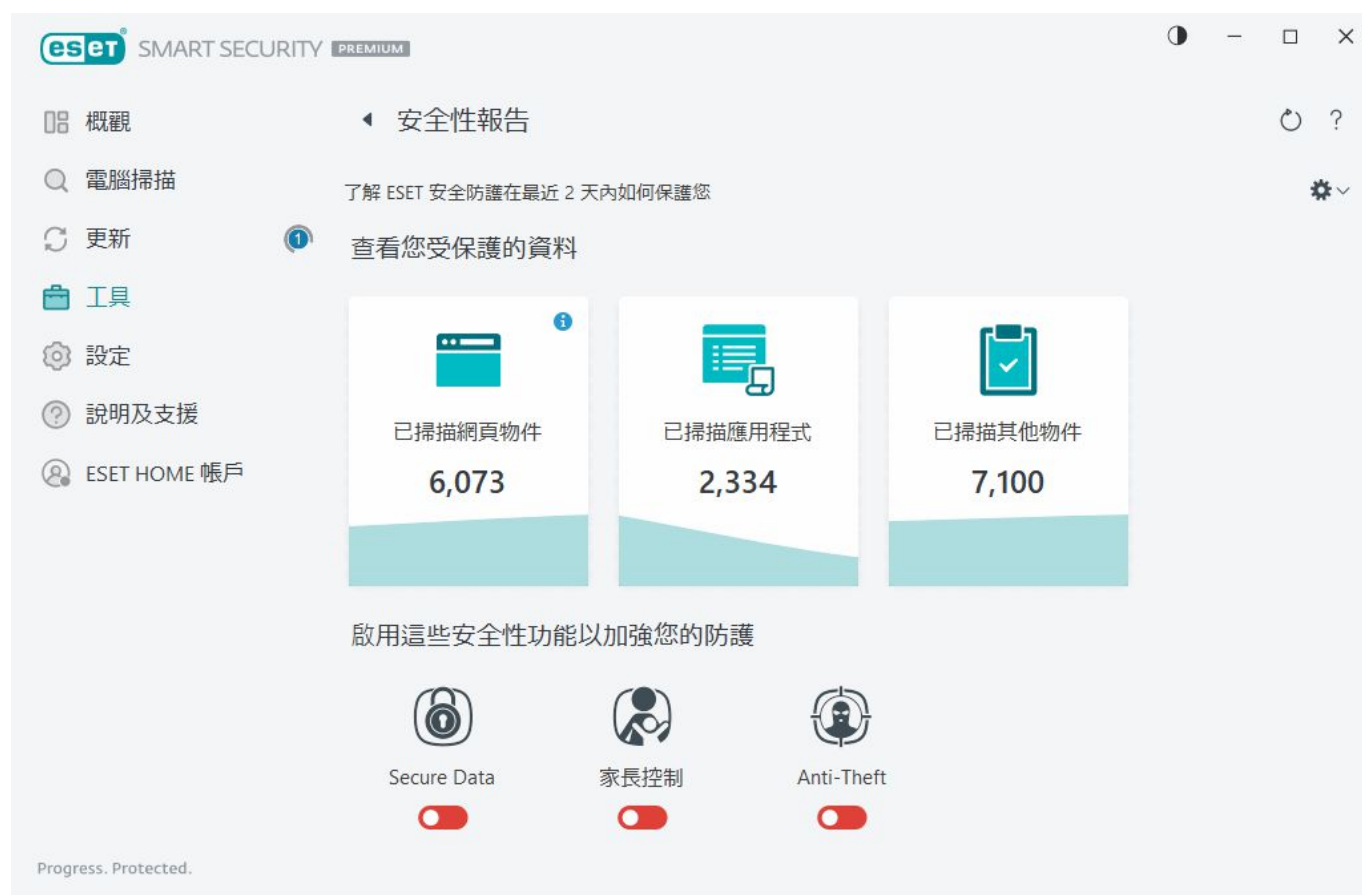 eset® SMART SECURITY PREMIUM
概觀
電腦掃描
更新 1
工具
設定
說明及支援
ESET HOME 帳戶
安全性報告
?
了解 ESET 安全防護在最近 2 天內如何保護您
查看您受保護的資料
已掃描網頁物件
6,073
已掃描應用程式
2,334
已掃描其他物件
7,100
啟用這些安全性功能以加強您的防護
Secure Data
家長控制
Anti-Theft
Progress. Protected.